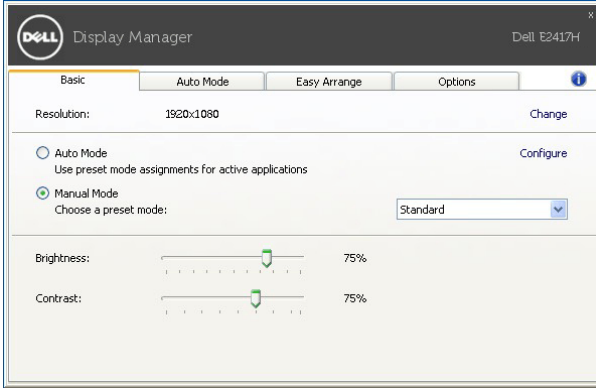 DELL Display Manager Dell E2417H
x
Basic Auto Mode Easy Arrange Options i
Resolution: 1920x1080 Change
Auto Mode Configure
Use preset mode assignments for active applications
Manual Mode
Choose a preset mode: Standard
Brightness: 75%
Contrast: 75%